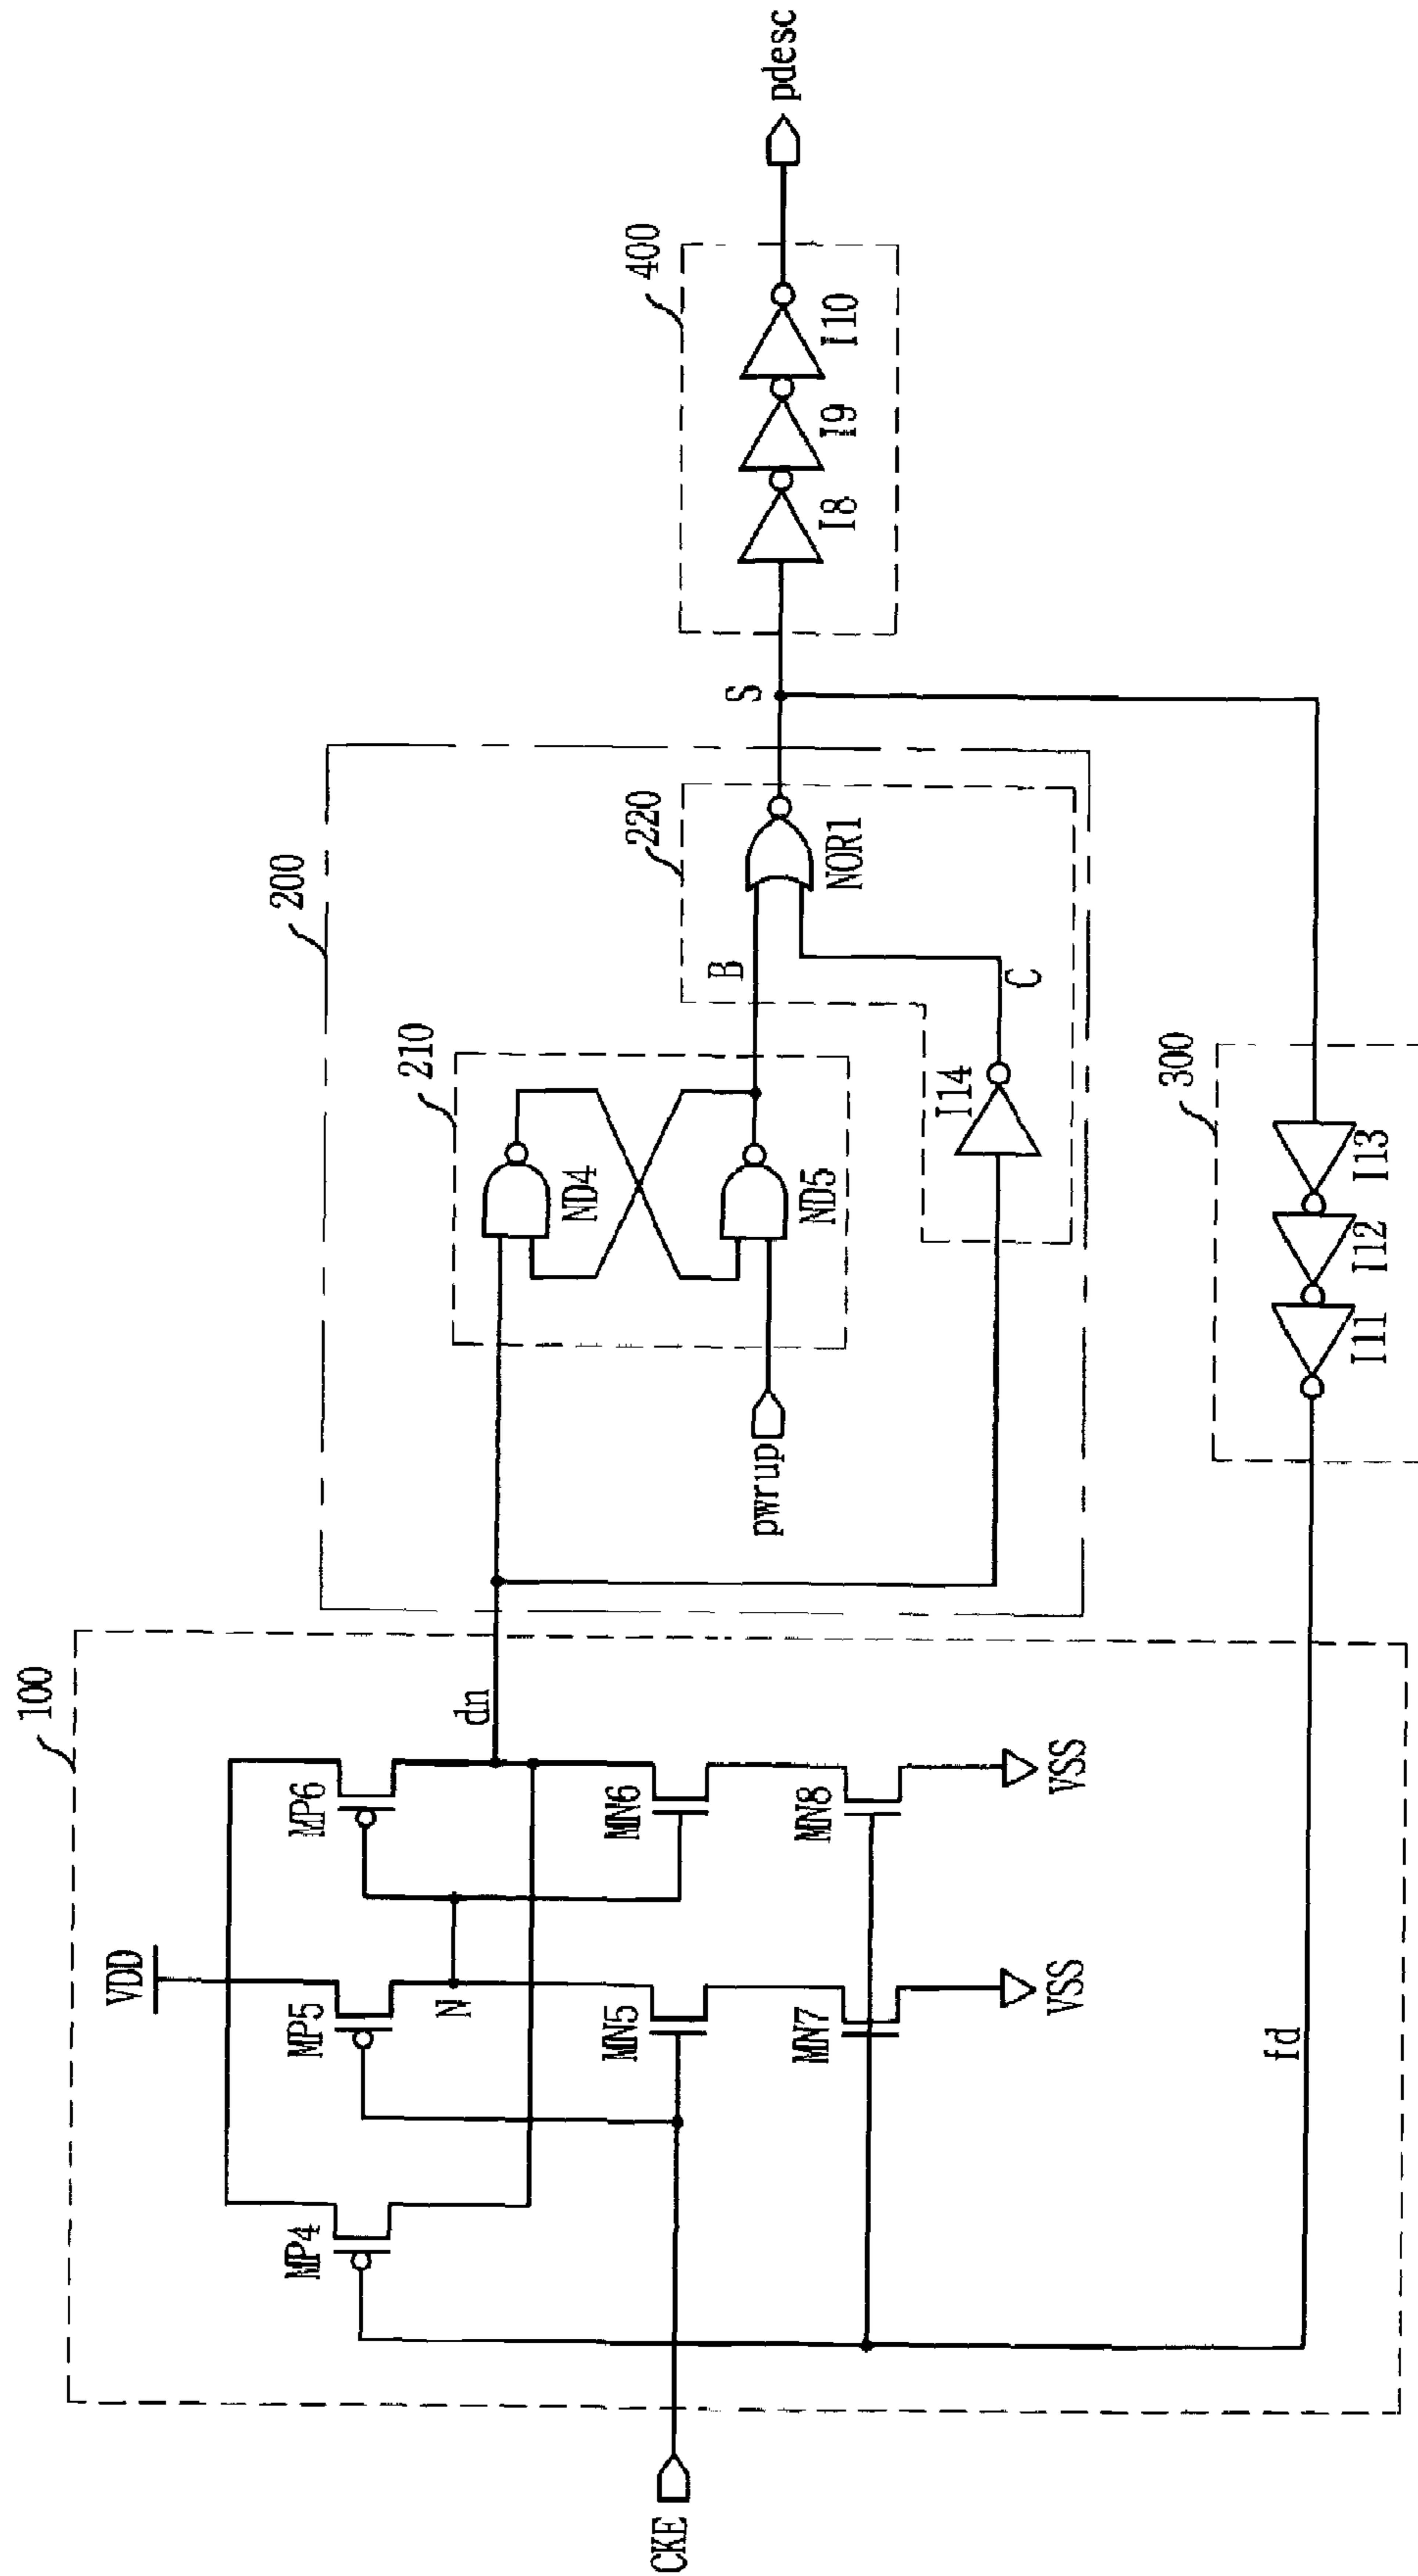 100
VDD
MP4
MP5
MP6
N
dn
MN5
MN6
MN7
MN8
VSS
VSS
CKE
fd
200
210
ND4
ND5
pwrup
B
220
NOR1
I14
C
S
300
I11
I12
I13
400
I8
I9
I10
pdesc